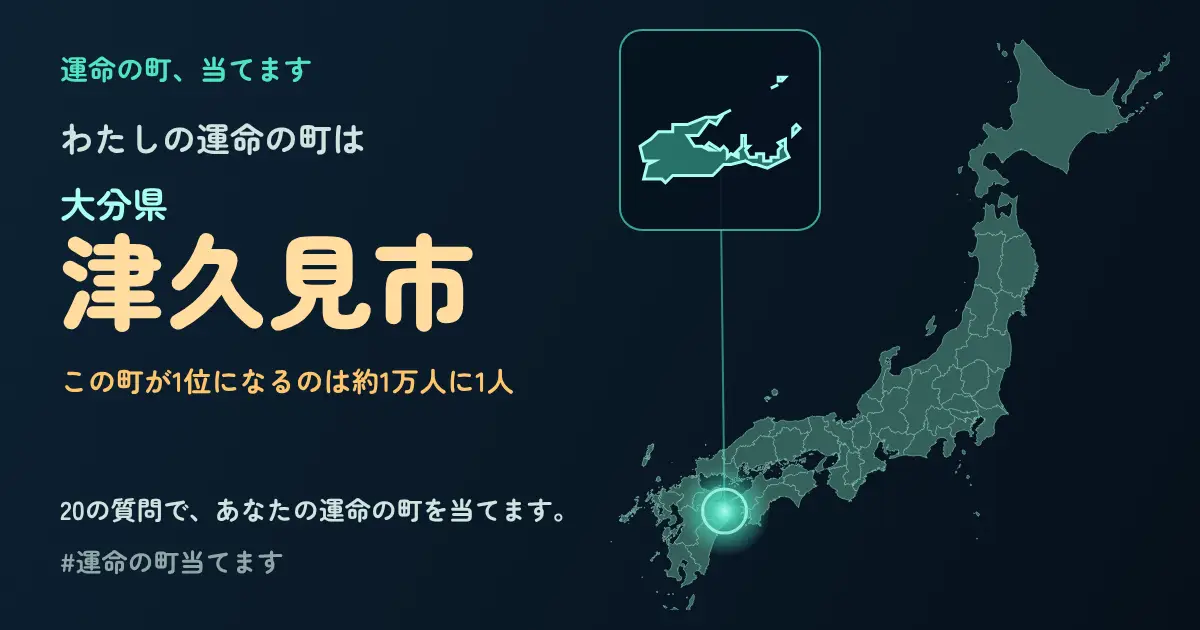 運命の町、当てます
わたしの運命の町は
大分県
津久見市
この町が1位になるのは約1万人に1人
20の質問で、あなたの運命の町を当てます。
#運命の町当てます